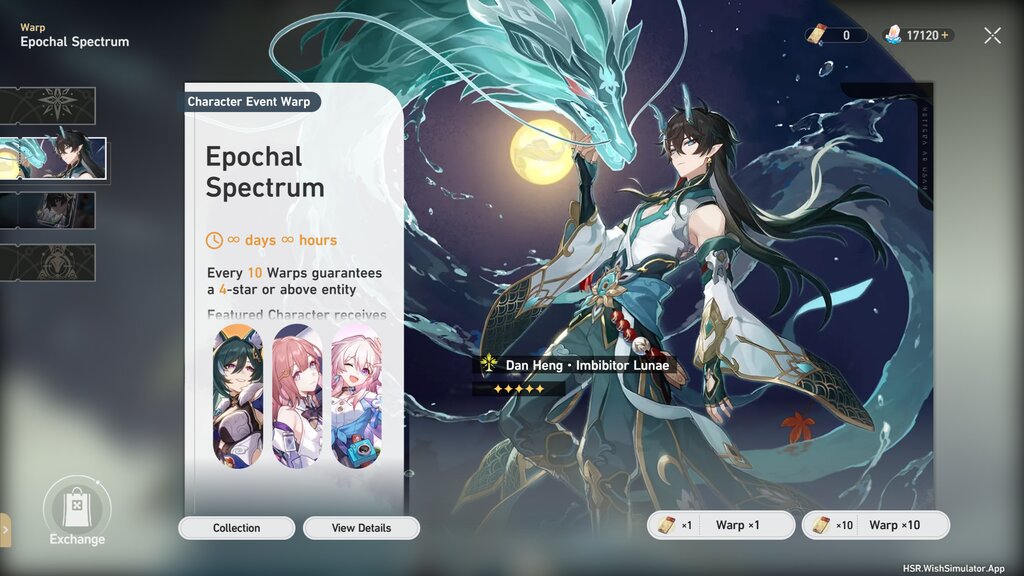 Warp
Epochal Spectrum
0
17120 +
Character Event Warp
Epochal
Spectrum
∞ days ∞ hours
Every 10 Warps guarantees
a 4-star or above entity
Featured Character receives
Dan Heng • Imbibitor Lunae
Exchange
Collection
View Details
×1 Warp ×1
×10 Warp ×10
HSR.WishSimulator.App